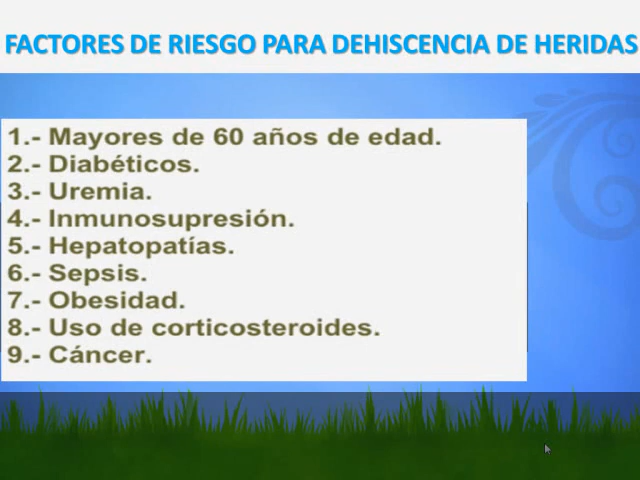 FACTORES DE RIESGO PARA DEHISCENCIA DE HERIDAS
1.- Mayores de 60 años de edad.
2.- Diabéticos.
3.- Uremia.
4.- Inmunosupresión.
5.- Hepatopatías.
6.- Sepsis.
7.- Obesidad.
8.- Uso de corticosteroides.
9.- Cáncer.